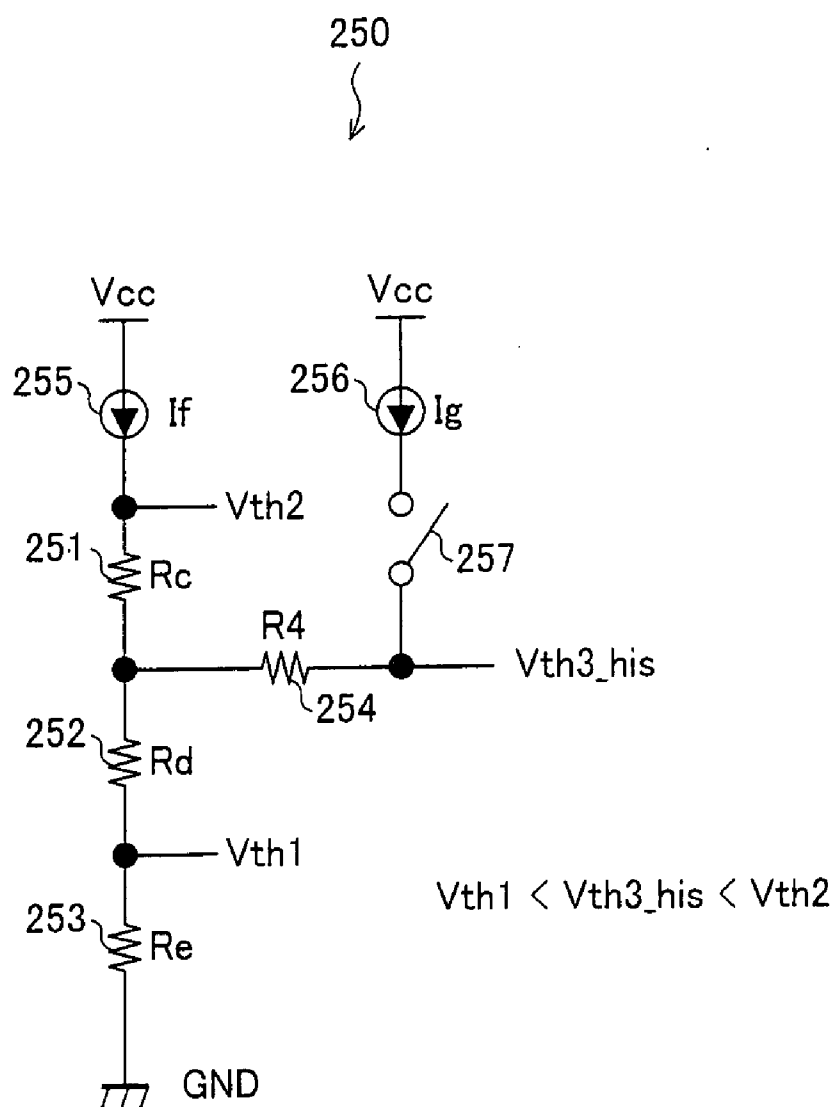 250
Vcc
Vcc
255
If
256
Ig
Vth2
251
Rc
257
R4
Vth3_his
254
252
Rd
Vth1
Vth1 < Vth3_his < Vth2
253
Re
GND